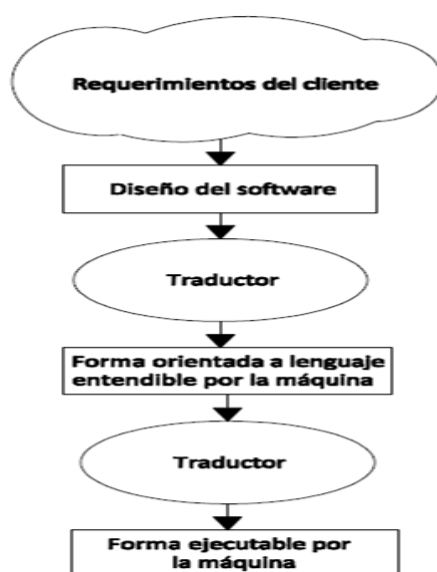 Requerimientos del cliente
Diseño del software
Traductor
Forma orientada a lenguaje
entendible por la máquina
Traductor
Forma ejecutable por
la máquina